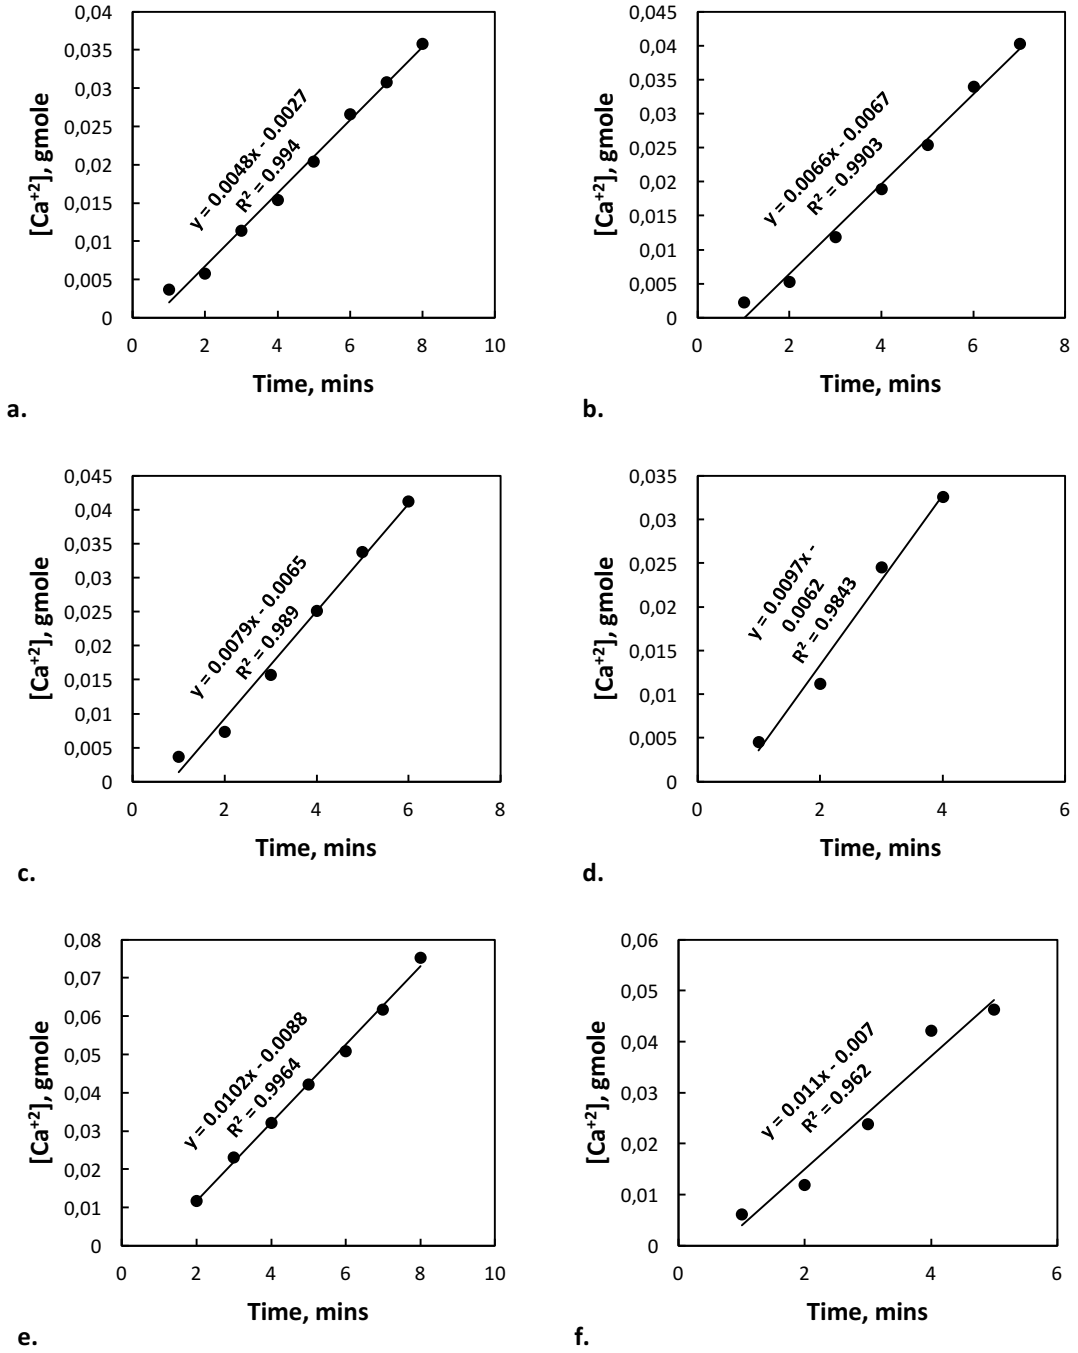 0,04
0,035
0,03
0,025
0,02
0,015
0,01
0,005
0
0 2 4 6 8 10
[Ca⁺²], gmole
y = 0.0048x - 0.0027
R² = 0.994
Time, mins
a.
0,045
0,04
0,035
0,03
0,025
0,02
0,015
0,01
0,005
0
0 2 4 6 8
[Ca⁺²], gmole
y = 0.0066x - 0.0067
R² = 0.9903
Time, mins
b.
0,045
0,04
0,035
0,03
0,025
0,02
0,015
0,01
0,005
0
0 2 4 6 8
[Ca⁺²], gmole
y = 0.0079x - 0.0065
R² = 0.989
Time, mins
c.
0,035
0,03
0,025
0,02
0,015
0,01
0,005
0
0 2 4 6
[Ca⁺²], gmole
y = 0.0097x -
0.0062
R² = 0.9843
Time, mins
d.
0,08
0,07
0,06
0,05
0,04
0,03
0,02
0,01
0
0 2 4 6 8 10
[Ca⁺²], gmole
y = 0.0102x - 0.0088
R² = 0.9964
Time, mins
e.
0,06
0,05
0,04
0,03
0,02
0,01
0
0 2 4 6
[Ca⁺²], gmole
y = 0.011x - 0.007
R² = 0.962
Time, mins
f.